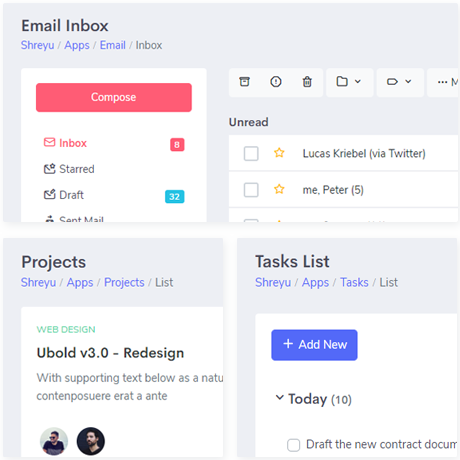 Email Inbox
Shreyu / Apps / Email / Inbox
Compose
Inbox 8
Starred
Draft 32
Sent Mail
Unread
Lucas Kriebel (via Twitter)
me, Peter (5)
Projects
Shreyu / Apps / Projects / List
WEB DESIGN
Ubold v3.0 - Redesign
With supporting text below as a natu
contenposuere erat a ante
Tasks List
Shreyu / Apps / Tasks / List
+ Add New
Today (10)
Draft the new contract docum